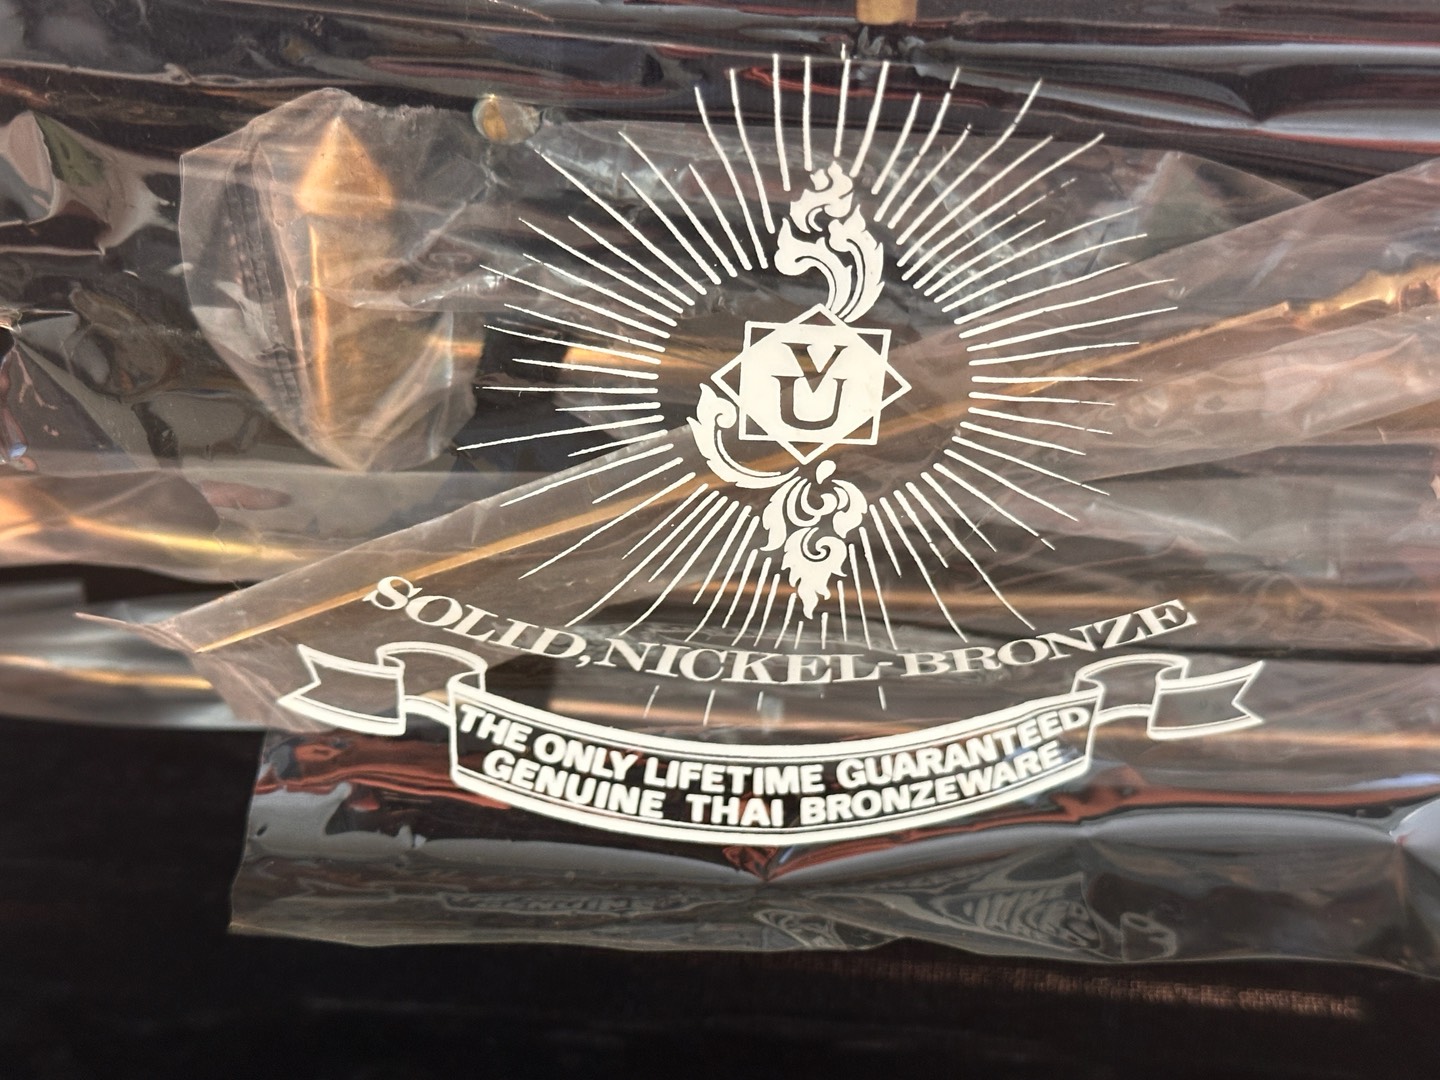 V
U
SOLID, NICKEL-BRONZE
THE ONLY LIFETIME GUARANTEED
GENUINE THAI BRONZEWARE